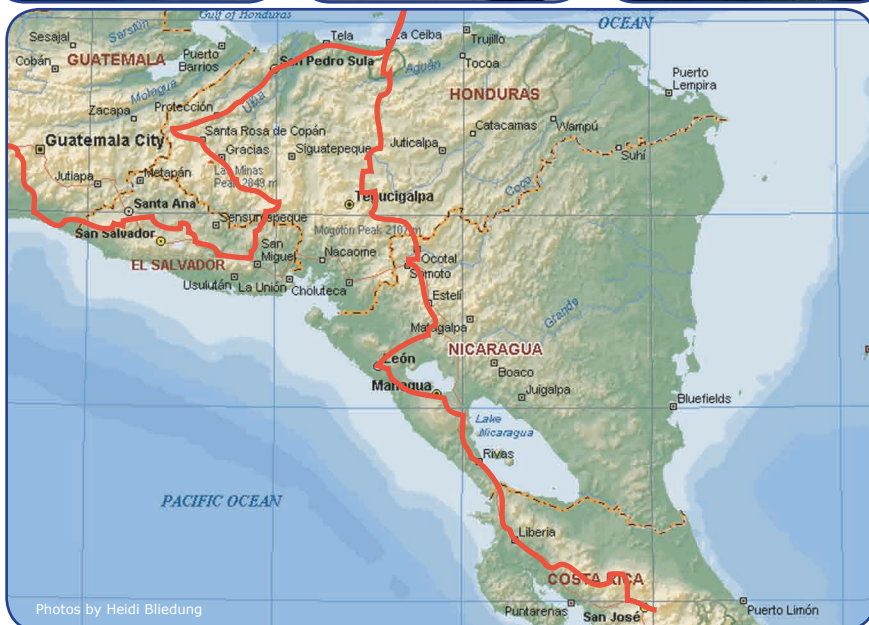 Gulf of Honduras
OCEAN
Sesajal
Sarstún
Tela
La Ceiba
Trujillo
Cobán
GUATEMALA
Puerto
Barrios
San Pedro Sula
Aguán
Tocoa
Puerto
Lempira
Motagua
HONDURAS
Zacapa
Protección
Ulúa
Santa Rosa de Copán
Catacamas
Wampú
Guatemala City
Gracias
Siguatepeque
Juticalpa
Suhi
Jutiapa
Metapán
Las Minas
Peak 2849 m
Coco
Santa Ana
Tegucigalpa
Sensuntepeque
San Salvador
Mogotón Peak 2107 m
San
Miguel
Nacaome
Ocotal
EL SALVADOR
Somoto
Usulután
La Unión
Choluteca
Estelí
Grande
Matagalpa
NICARAGUA
León
Boaco
Managua
Juigalpa
Bluefields
Lake
Nicaragua
Rivas
PACIFIC OCEAN
Liberia
COSTA RICA
Photos by Heidi Bliedung
Puntarenas
San José
Puerto Limón